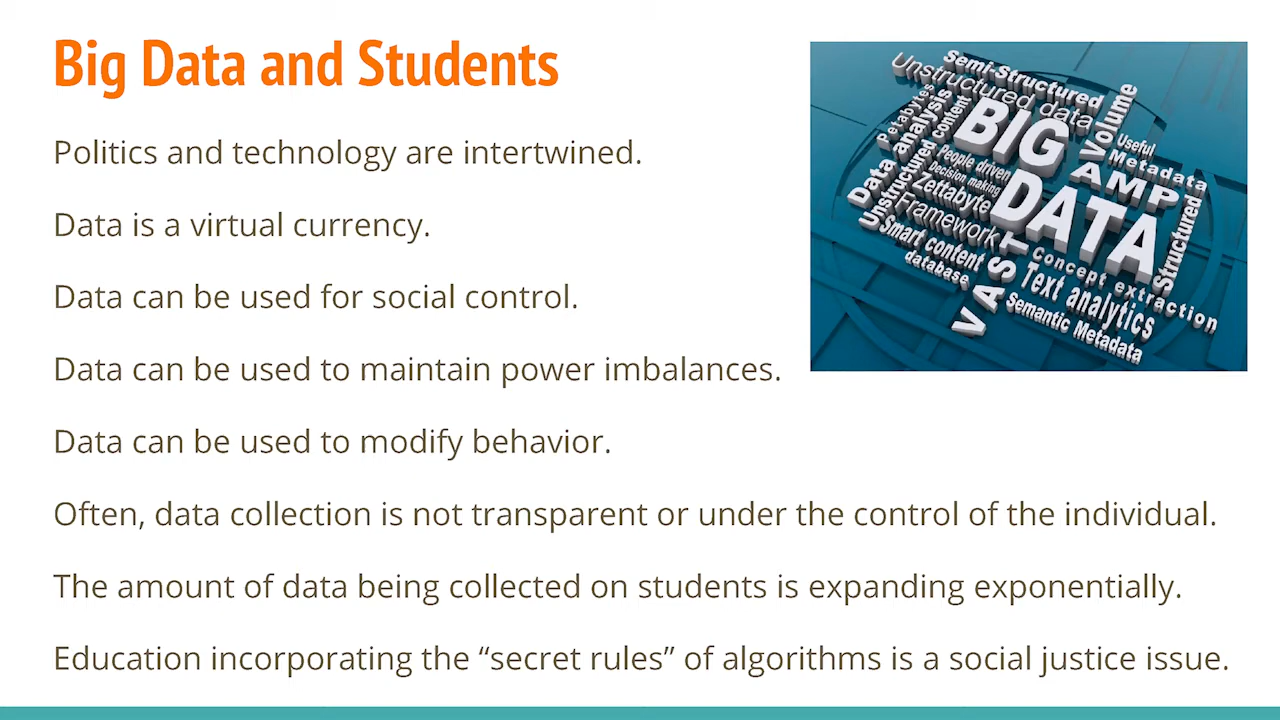 Big Data and Students
Politics and technology are intertwined.
Data is a virtual currency.
Data can be used for social control.
Data can be used to maintain power imbalances.
Data can be used to modify behavior.
Often, data collection is not transparent or under the control of the individual.
The amount of data being collected on students is expanding exponentially.
Education incorporating the “secret rules” of algorithms is a social justice issue.
Semi-Structured
Unstructured data
Petabytes
Data analysis
Unstructured content
BIG
DATA
Volume
Useful
Metadata
AMP
People driven
Decision making
Zettabyte
Framework
Smart content
database
VAST
Structured
Concept extraction
Text analytics
Semantic Metadata